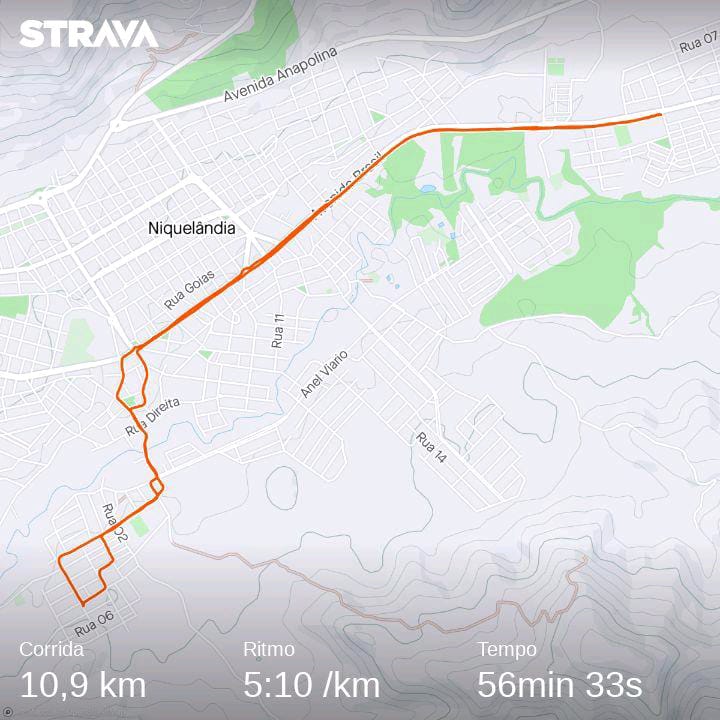 STRAVA
Rua 07
Avenida Anapolina
Avenida Brasil
Niquelândia
Rua Goias
Rua 11
Anel Viario
Rua Direita
Rua 14
Rua 02
Rua 06
Corrida
Ritmo
Tempo
10,9 km
5:10 /km
56min 33s